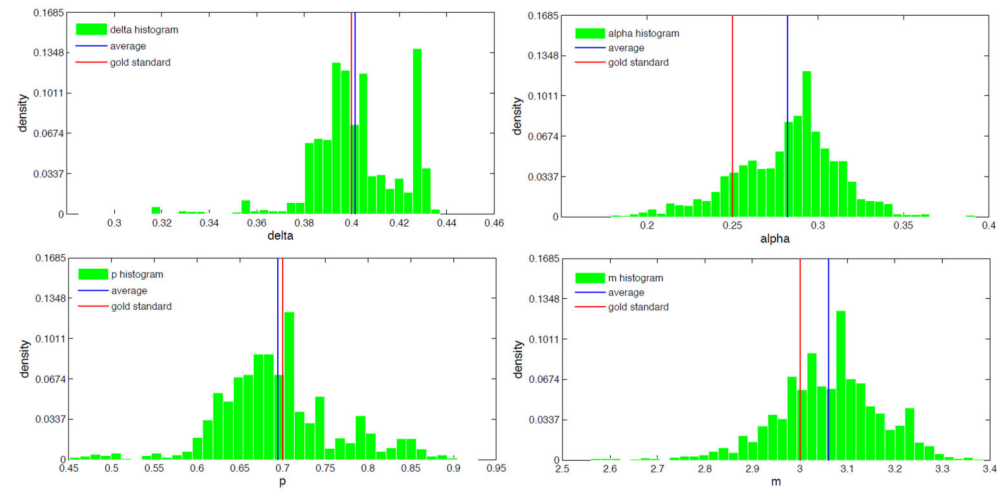 0.1685
0.1348
0.1011
0.0674
0.0337
0
density
delta histogram
average
gold standard
0.3 0.32 0.34 0.36 0.38 0.4 0.42 0.44 0.46
delta
0.1685
0.1348
0.1011
0.0674
0.0337
0
density
alpha histogram
average
gold standard
0.2 0.25 0.3 0.35 0.4
alpha
0.1685
0.1348
0.1011
0.0674
0.0337
0
density
p histogram
average
gold standard
0.45 0.5 0.55 0.6 0.65 0.7 0.75 0.8 0.85 0.9 0.95
p
0.1685
0.1348
0.1011
0.0674
0.0337
0
density
m histogram
average
gold standard
2.5 2.6 2.7 2.8 2.9 3 3.1 3.2 3.3 3.4
m